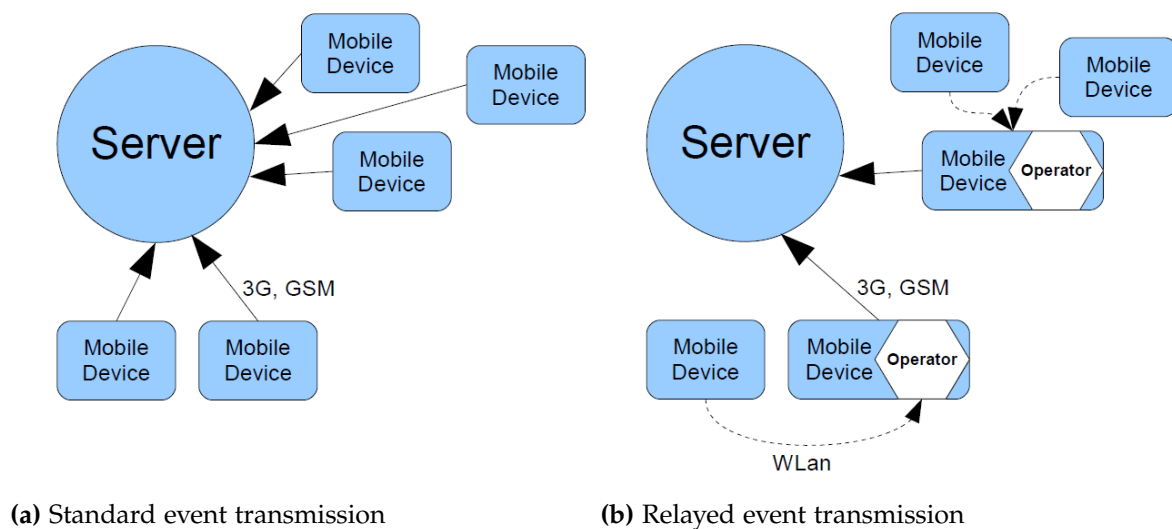 Mobile
Device
Mobile
Device
Server
Mobile
Device
3G, GSM
Mobile
Device
Mobile
Device
(a) Standard event transmission
Mobile
Device
Mobile
Device
Server
Mobile
Device
Operator
3G, GSM
Mobile
Device
Mobile
Device
Operator
WLan
(b) Relayed event transmission